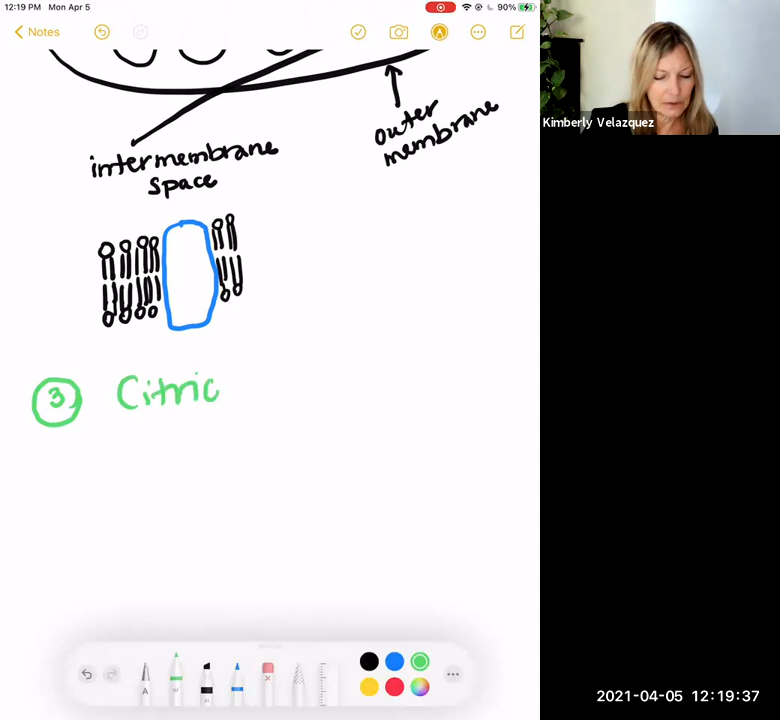 12:19 PM Mon Apr 5
90%
Notes
intermembrane
space
outer
membrane
3
Citric
A
Kimberly Velazquez
2021-04-05 12:19:37